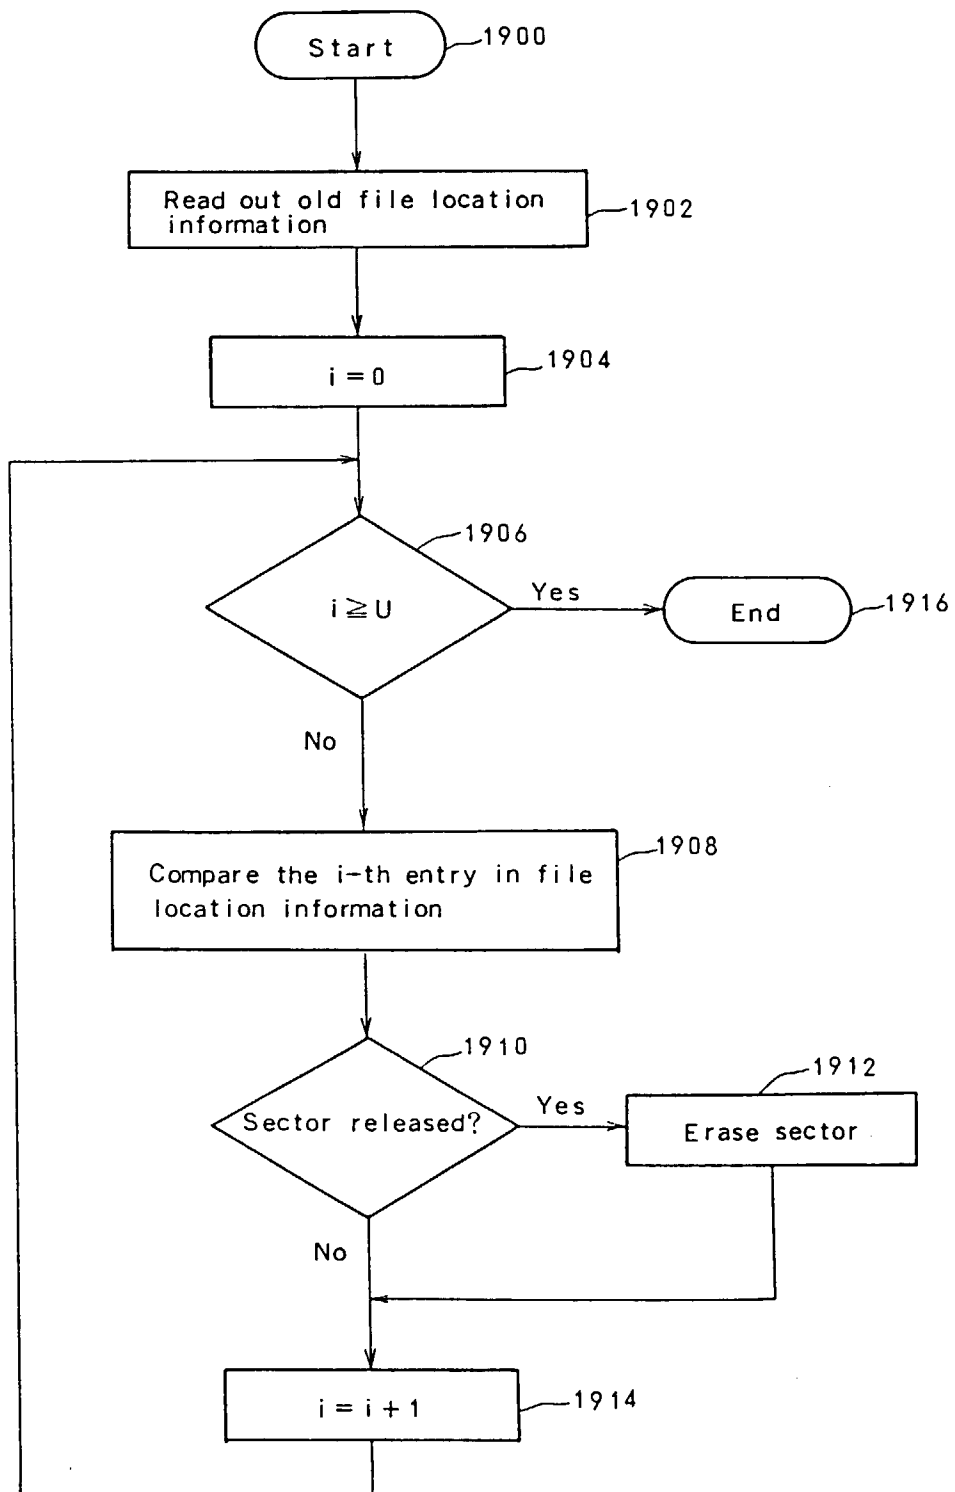 Start
1900
Read out old file location
information
1902
i=0
1904
1906
i≧U
Yes
End
1916
No
1908
Compare the i-th entry in file
location information
1910
Sector released?
Yes
1912
Erase sector
No
i=i+1
1914